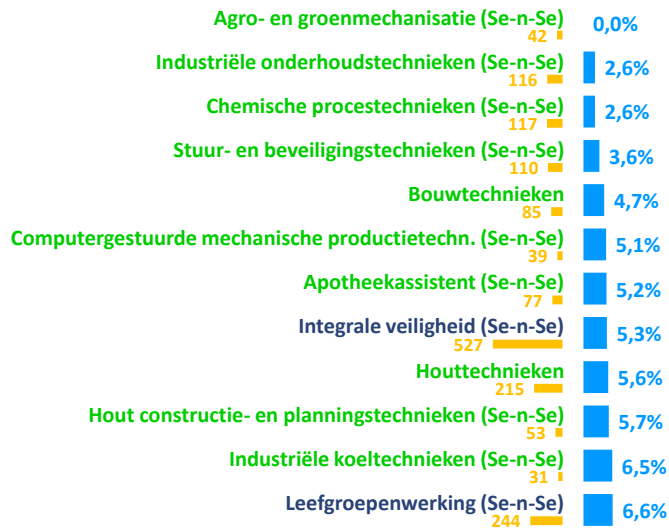 Agro- en groenmechanisatie (Se-n-Se)
42
0,0%
Industriële onderhoudstechnieken (Se-n-Se)
116
2,6%
Chemische procestechnieken (Se-n-Se)
117
2,6%
Stuur- en beveiligingstechnieken (Se-n-Se)
110
3,6%
Bouwtechnieken
85
4,7%
Computergestuurde mechanische productietechn. (Se-n-Se)
39
5,1%
Apotheekassistent (Se-n-Se)
77
5,2%
Integrale veiligheid (Se-n-Se)
527
5,3%
Houttechnieken
215
5,6%
Hout constructie- en planningstechnieken (Se-n-Se)
53
5,7%
Industriële koeltechnieken (Se-n-Se)
31
6,5%
Leefgroepenwerking (Se-n-Se)
244
6,6%